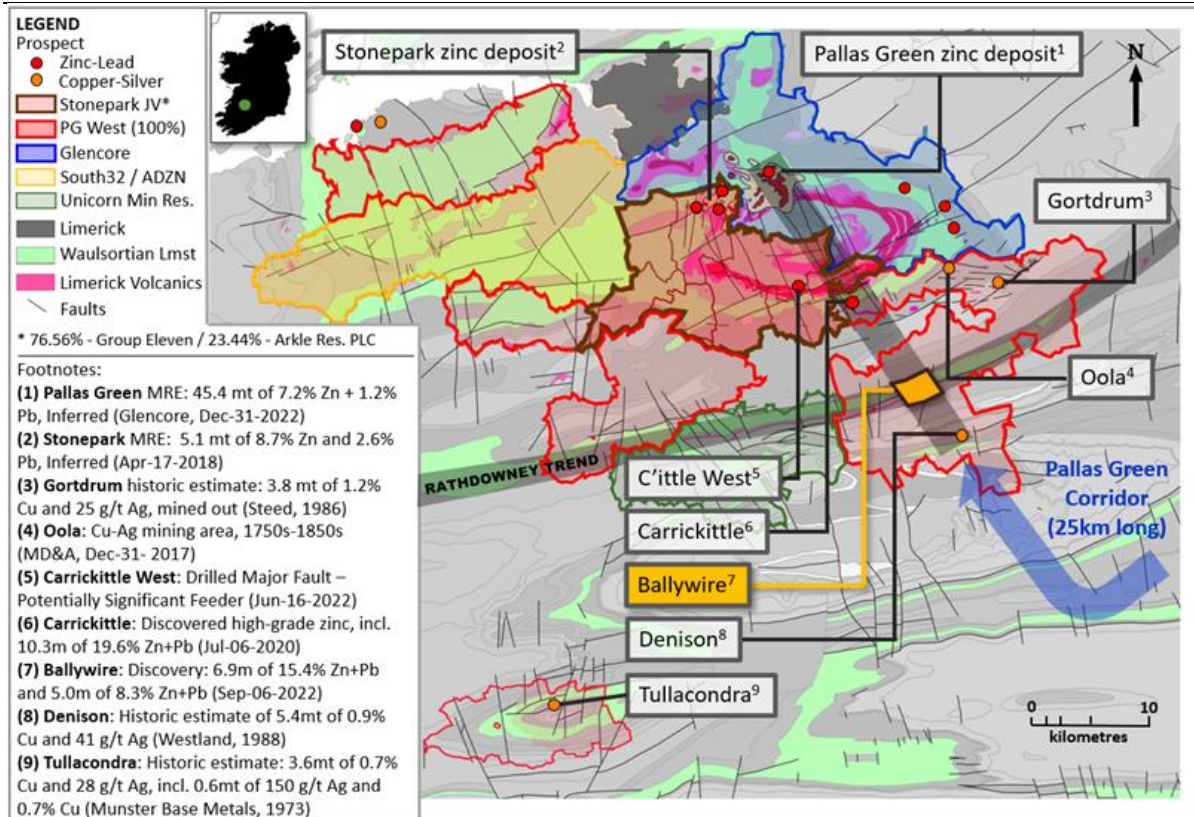 LEGEND
Prospect
Zinc-Lead
Copper-Silver
Stonepark JV*
PG West (100%)
Glencore
South32 / ADZN
Unicorn Min Res.
Limerick
Waulsortian Lmst
Limerick Volcanics
Faults
* 76.56% - Group Eleven / 23.44% - Arkle Res. PLC
Footnotes:
(1) Pallas Green MRE: 45.4 mt of 7.2% Zn + 1.2%
Pb, Inferred (Glencore, Dec-31-2022)
(2) Stonepark MRE: 5.1 mt of 8.7% Zn and 2.6%
Pb, Inferred (Apr-17-2018)
(3) Gortdrum historic estimate: 3.8 mt of 1.2%
Cu and 25 g/t Ag, mined out (Steed, 1986)
(4) Oola: Cu-Ag mining area, 1750s-1850s
(MD&A, Dec-31- 2017)
(5) Carrickittle West: Drilled Major Fault –
Potentially Significant Feeder (Jun-16-2022)
(6) Carrickittle: Discovered high-grade zinc, incl.
10.3m of 19.6% Zn+Pb (Jul-06-2020)
(7) Ballywire: Discovery: 6.9m of 15.4% Zn+Pb
and 5.0m of 8.3% Zn+Pb (Sep-06-2022)
(8) Denison: Historic estimate of 5.4mt of 0.9%
Cu and 41 g/t Ag (Westland, 1988)
(9) Tullacondra: Historic estimate: 3.6mt of 0.7%
Cu and 28 g/t Ag, incl. 0.6mt of 150 g/t Ag and
0.7% Cu (Munster Base Metals, 1973)
Stonepark zinc deposit²
Pallas Green zinc deposit¹
N
Gortdrum³
Oola⁴
RATHDOWNEY TREND
C'ittle West⁵
Carrickittle⁶
Ballywire⁷
Denison⁸
Tullacondra⁹
Pallas Green
Corridor
(25km long)
0 10
kilometres